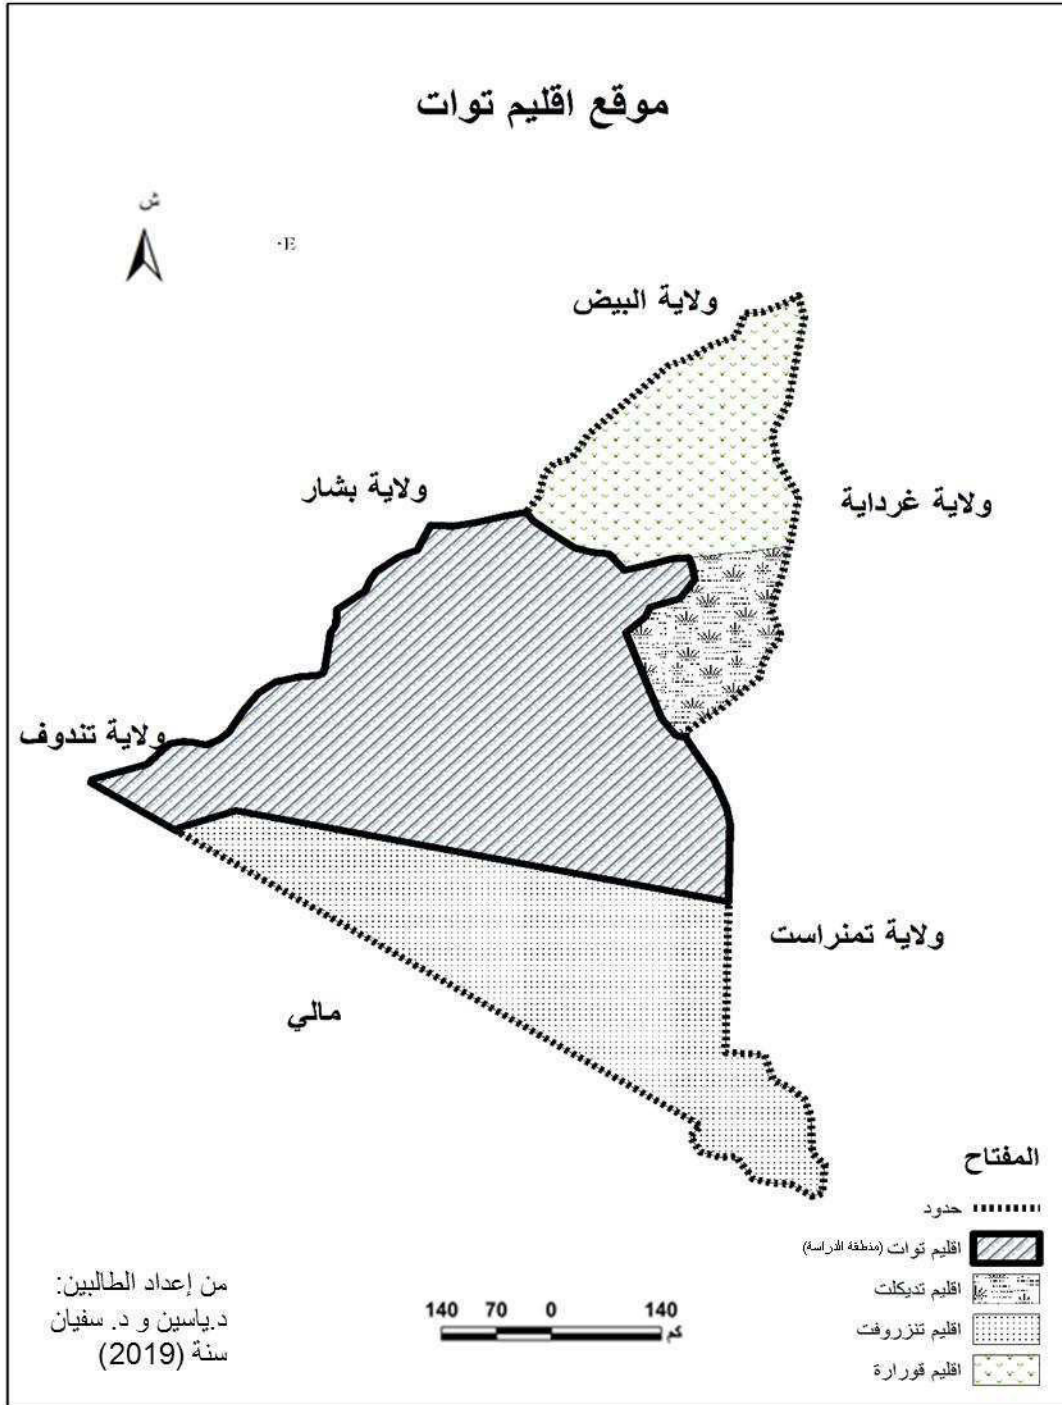 موقع اقليم توات
ش
٠E
ولاية البيض
ولاية بشار
ولاية غرداية
ولاية تندوف
ولاية تمنراست
مالي
المفتاح
حدود
اقليم توات (منطقة الدراسة)
اقليم تديكلت
اقليم تنزروفت
اقليم قورارة
140 70 0 140
كم
من إعداد الطالبين:
د.ياسين و د. سفيان
سنة (2019)